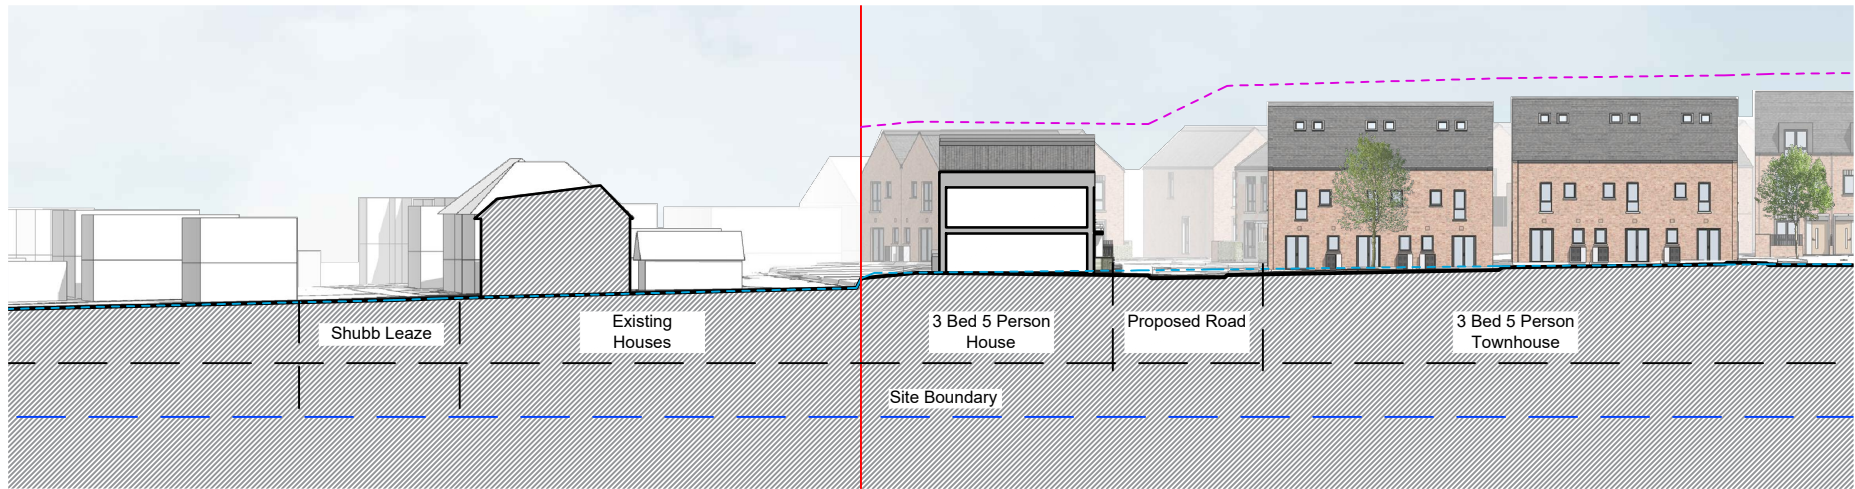 Shubb Leaze
Existing
Houses
3 Bed 5 Person
House
Proposed Road
3 Bed 5 Person
Townhouse
Site Boundary